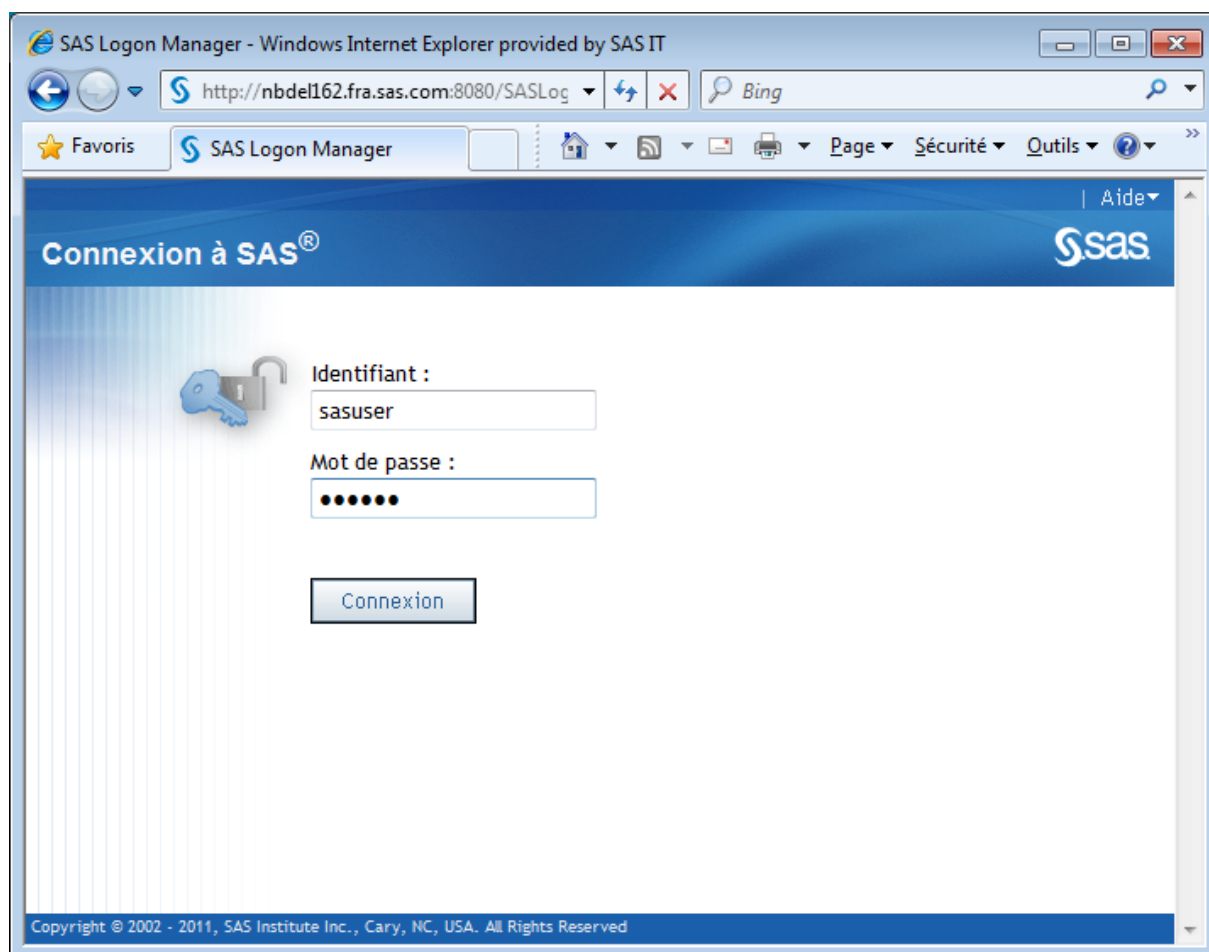 SAS Logon Manager - Windows Internet Explorer provided by SAS IT
http://nbdel162.fra.sas.com:8080/SASLog
Bing
Favoris
SAS Logon Manager
Page
Sécurité
Outils
| Aide
Connexion à SAS®
sas
Identifiant :
sasuser
Mot de passe :
••••••
Connexion
Copyright © 2002 - 2011, SAS Institute Inc., Cary, NC, USA. All Rights Reserved